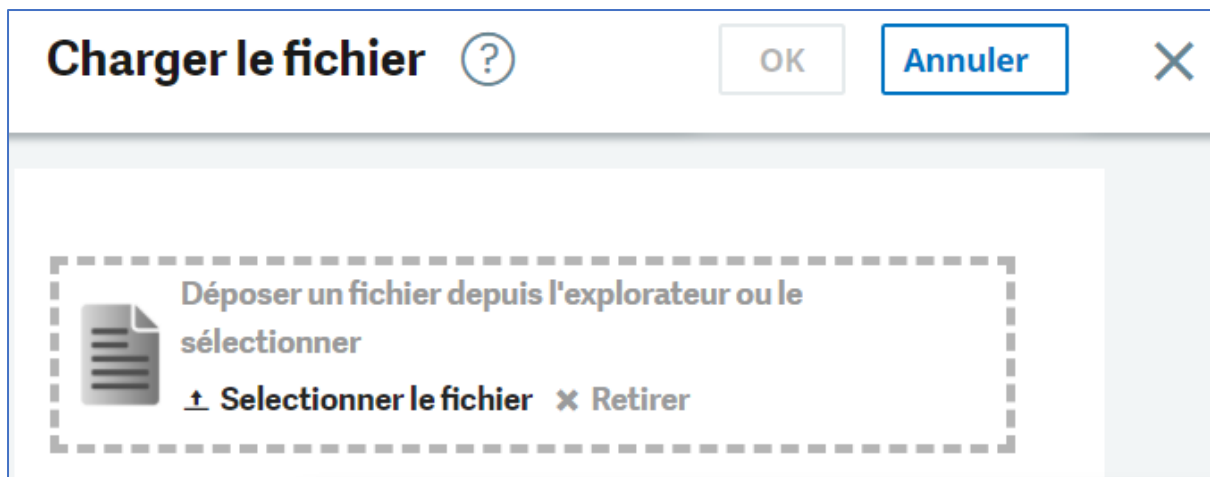 Charger le fichier ? OK Annuler
Déposer un fichier depuis l'explorateur ou le
sélectionner
Selectionner le fichier Retirer